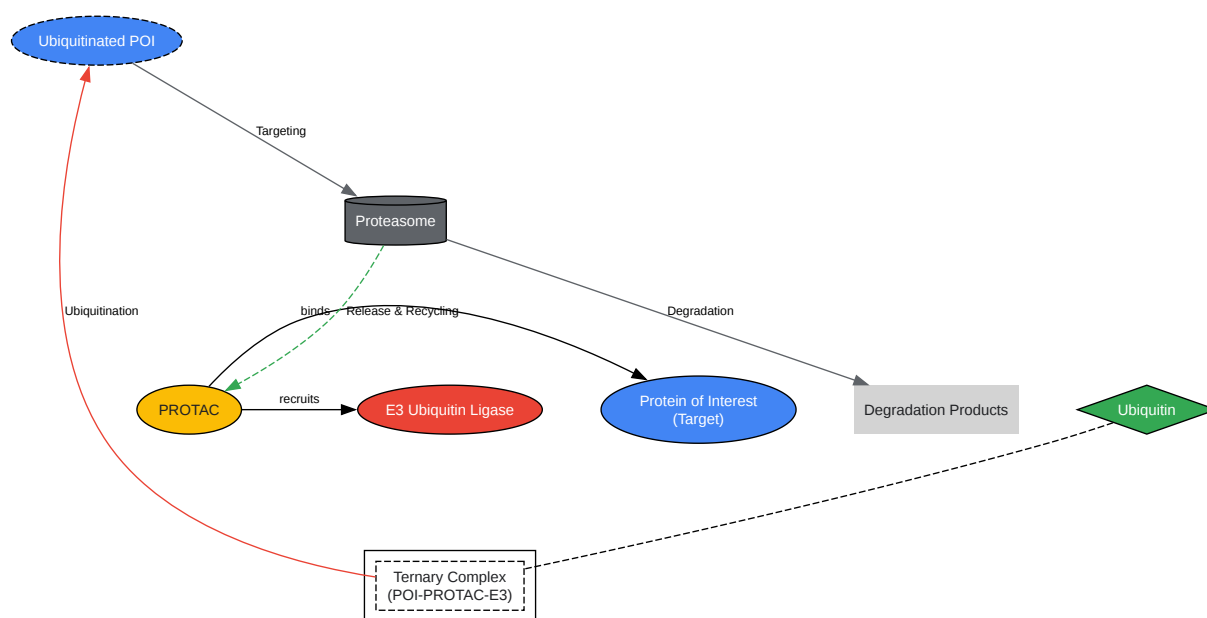 Ubiquitinated POI
Targeting
Proteasome
Ubiquitination
binds
Release & Recycling
Degradation
PROTAC
recruits
E3 Ubiquitin Ligase
Protein of Interest
(Target)
Degradation Products
Ubiquitin
Ternary Complex
(POI-PROTAC-E3)